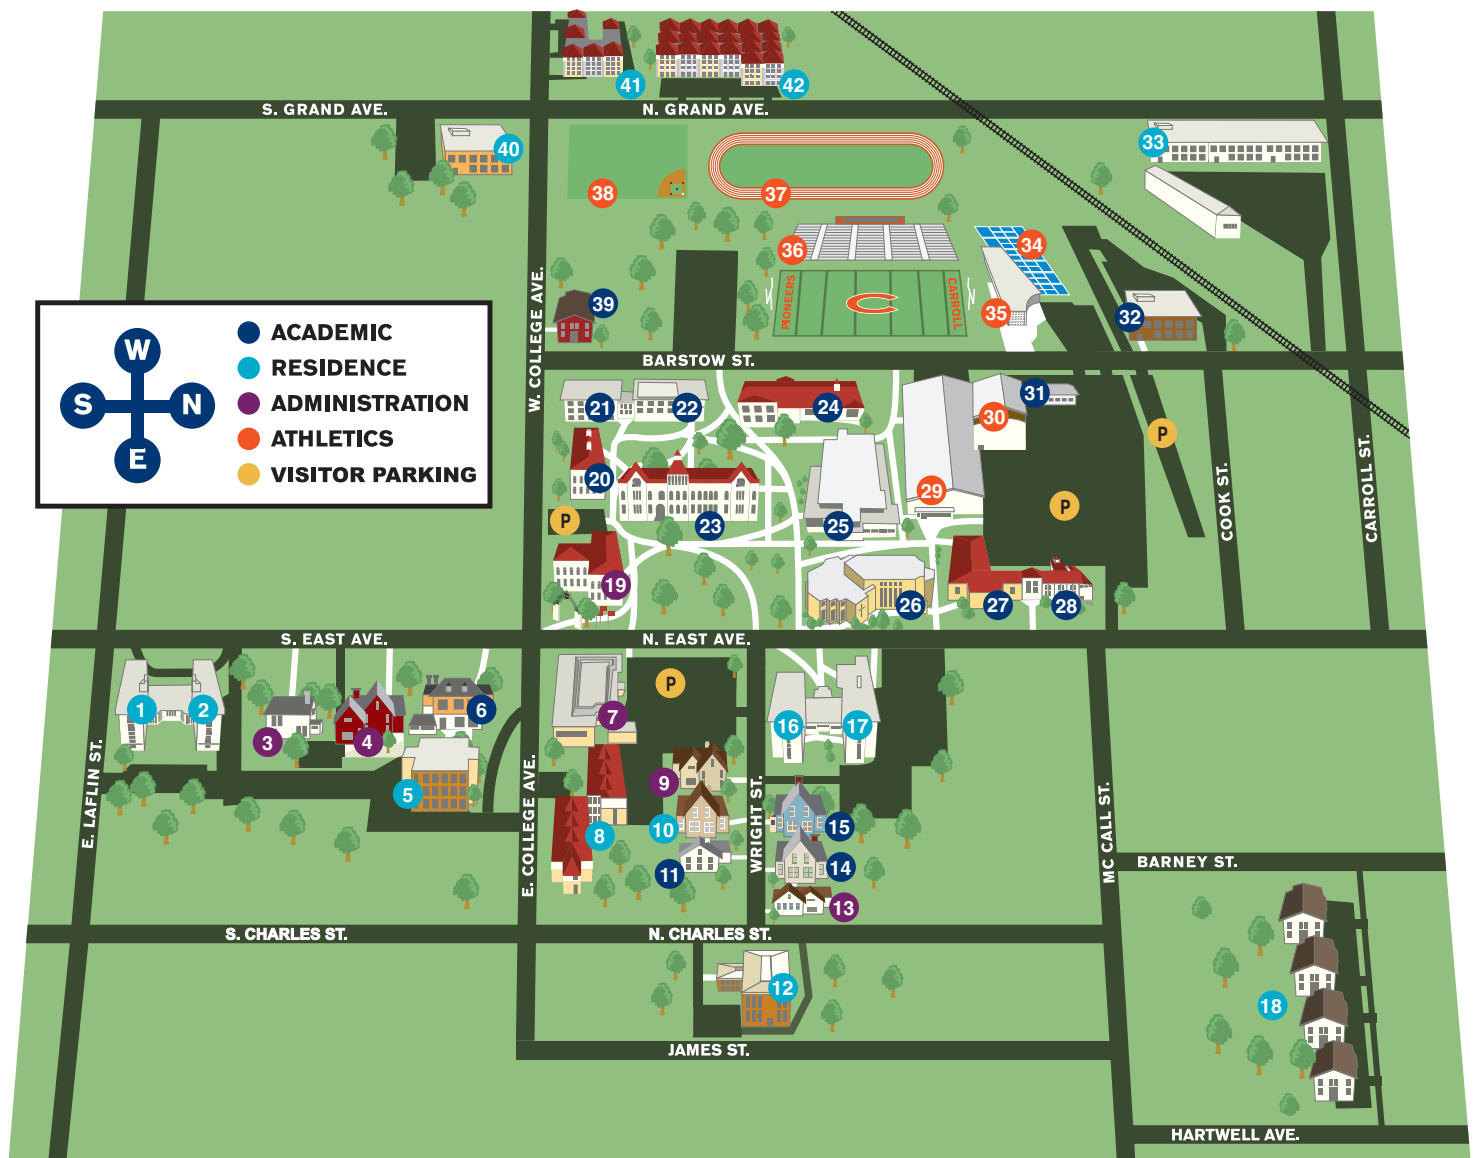 41
42
S. GRAND AVE.
N. GRAND AVE.
40
33
38
37
36
34
39
PIONEERS
CARROLL
C
35
32
W. COLLEGE AVE.
W
S
N
E
ACADEMIC
RESIDENCE
ADMINISTRATION
ATHLETICS
VISITOR PARKING
BARSTOW ST.
21
22
24
31
30
P
20
29
23
25
P
P
COOK ST.
CARROLL ST.
19
26
27
28
S. EAST AVE.
N. EAST AVE.
1
2
3
4
6
5
7
P
16
17
9
10
8
11
15
14
13
E. LAFLIN ST.
E. COLLEGE AVE.
WRIGHT ST.
MC CALL ST.
BARNEY ST.
S. CHARLES ST.
N. CHARLES ST.
12
18
JAMES ST.
HARTWELL AVE.